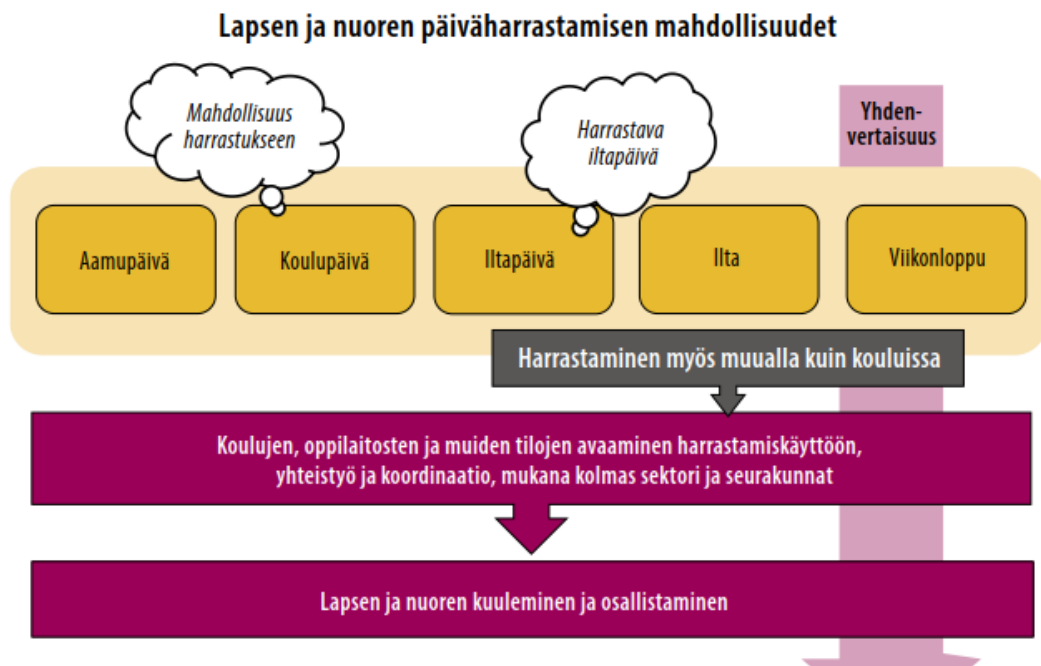 Lapsen ja nuoren päiväharrastamisen mahdollisuudet
Mahdollisuus
harrastukseen
Harrastava
iltapäivä
Yhden-
vertaisuus
Aamupäivä
Koulupäivä
Iltapäivä
Ilta
Viikonloppu
Harrastaminen myös muualla kuin kouluissa
Koulujen, oppilaitosten ja muiden tilojen avaaminen harrastamiskäyttöön,
yhteistyö ja koordinaatio, mukana kolmas sektori ja seurakunnat
Lapsen ja nuoren kuuleminen ja osallistaminen